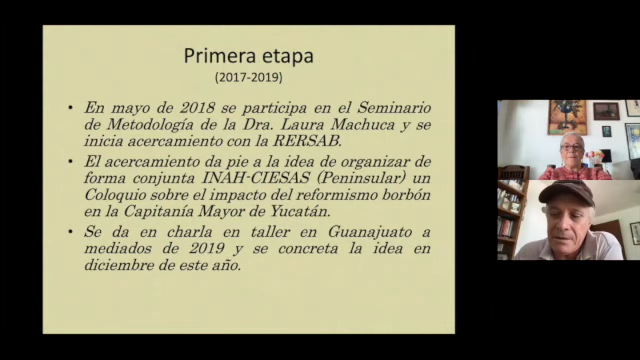 Primera etapa
(2017-2019)
• En mayo de 2018 se participa en el Seminario
de Metodología de la Dra. Laura Machuca y se
inicia acercamiento con la RERSAB.
• El acercamiento da pie a la idea de organizar de
forma conjunta INAH-CIESAS (Peninsular) un
Coloquio sobre el impacto del reformismo borbón
en la Capitanía Mayor de Yucatán.
• Se da en charla en taller en Guanajuato a
mediados de 2019 y se concreta la idea en
diciembre de este año.